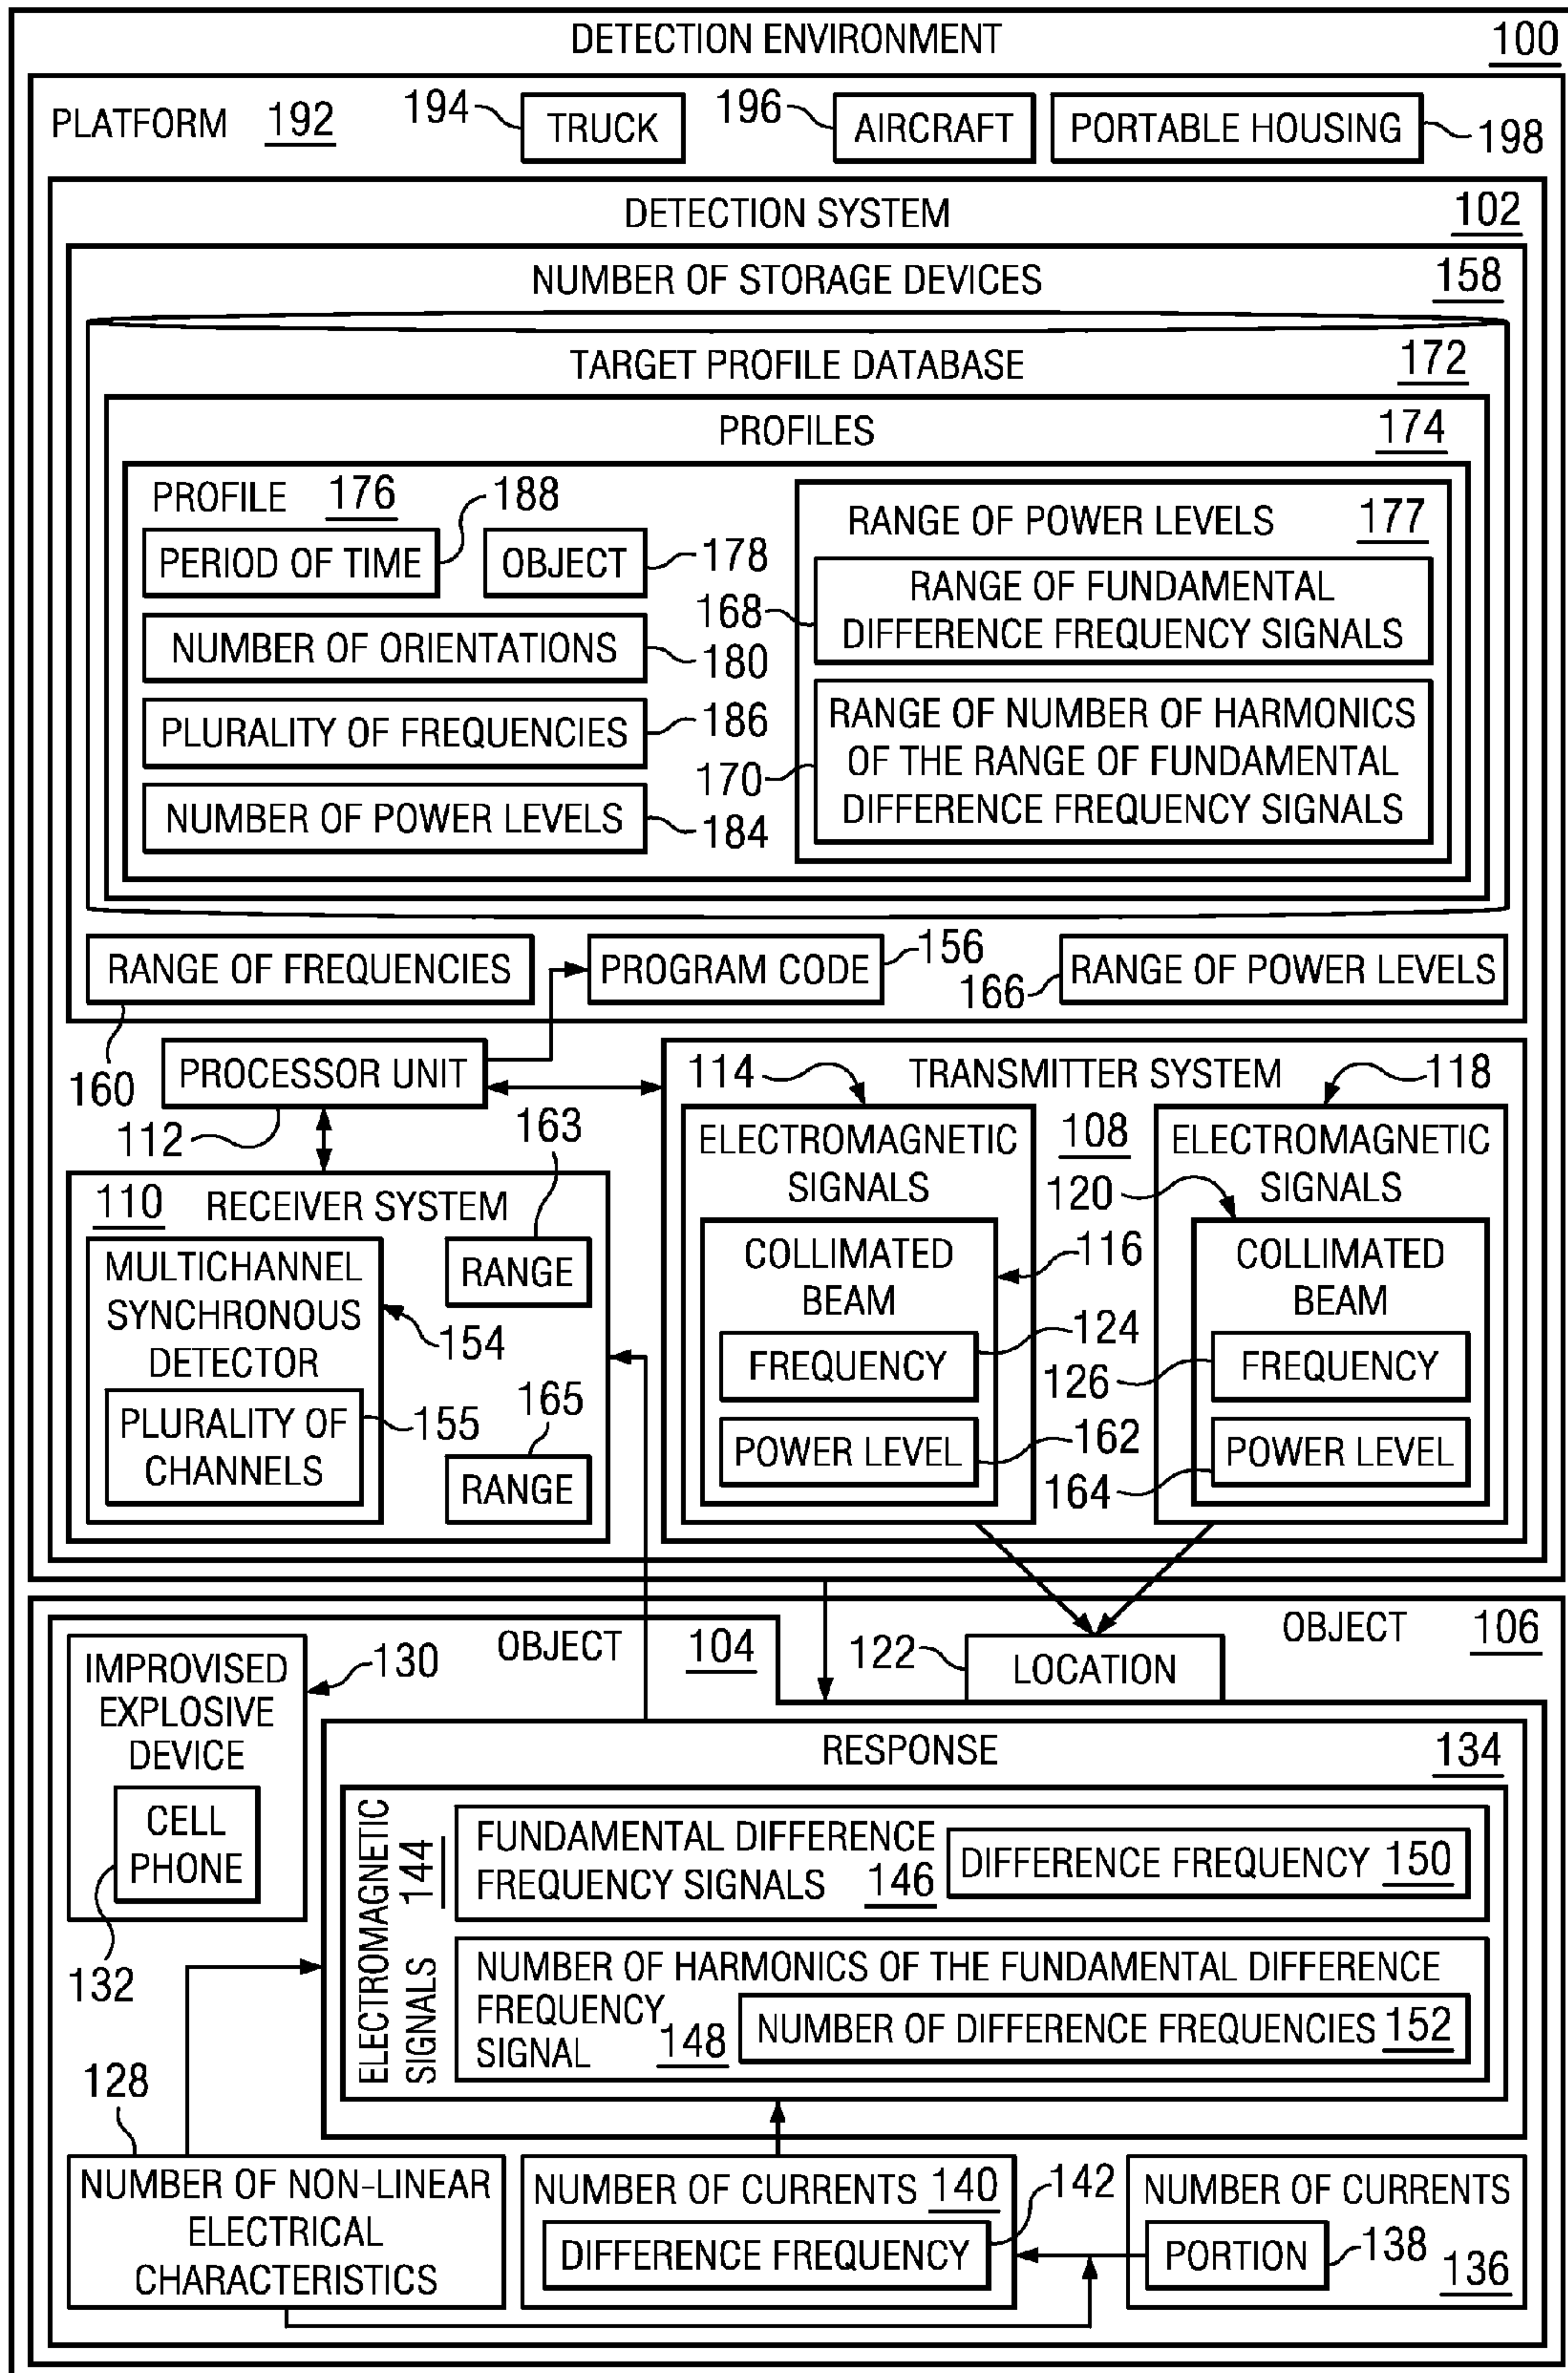 DETECTION ENVIRONMENT 100
PLATFORM 192
194 TRUCK
196 AIRCRAFT
PORTABLE HOUSING 198
DETECTION SYSTEM 102
NUMBER OF STORAGE DEVICES 158
TARGET PROFILE DATABASE 172
PROFILES 174
PROFILE 176
188
PERIOD OF TIME
OBJECT 178
NUMBER OF ORIENTATIONS 180
PLURALITY OF FREQUENCIES 186
NUMBER OF POWER LEVELS 184
RANGE OF POWER LEVELS 177
168
RANGE OF FUNDAMENTAL
DIFFERENCE FREQUENCY SIGNALS
170
RANGE OF NUMBER OF HARMONICS
OF THE RANGE OF FUNDAMENTAL
DIFFERENCE FREQUENCY SIGNALS
RANGE OF FREQUENCIES
160
PROGRAM CODE 156
166 RANGE OF POWER LEVELS
PROCESSOR UNIT
112
163
110 RECEIVER SYSTEM
MULTICHANNEL
SYNCHRONOUS
DETECTOR
154
PLURALITY OF
CHANNELS
155
RANGE
165
RANGE
114 TRANSMITTER SYSTEM 118
108
ELECTROMAGNETIC
SIGNALS
COLLIMATED
BEAM
116
FREQUENCY 124
POWER LEVEL 162
ELECTROMAGNETIC
SIGNALS
120
COLLIMATED
BEAM
126 FREQUENCY
164 POWER LEVEL
OBJECT 104
122 LOCATION
OBJECT 106
IMPROVISED
EXPLOSIVE
DEVICE
130
CELL
PHONE
132
RESPONSE 134
ELECTROMAGNETIC
SIGNALS 144
FUNDAMENTAL DIFFERENCE
FREQUENCY SIGNALS 146
DIFFERENCE FREQUENCY 150
NUMBER OF HARMONICS OF THE FUNDAMENTAL DIFFERENCE
FREQUENCY
SIGNAL 148
NUMBER OF DIFFERENCE FREQUENCIES 152
128
NUMBER OF NON-LINEAR
ELECTRICAL
CHARACTERISTICS
NUMBER OF CURRENTS 140
142
DIFFERENCE FREQUENCY
NUMBER OF CURRENTS
PORTION 138
136